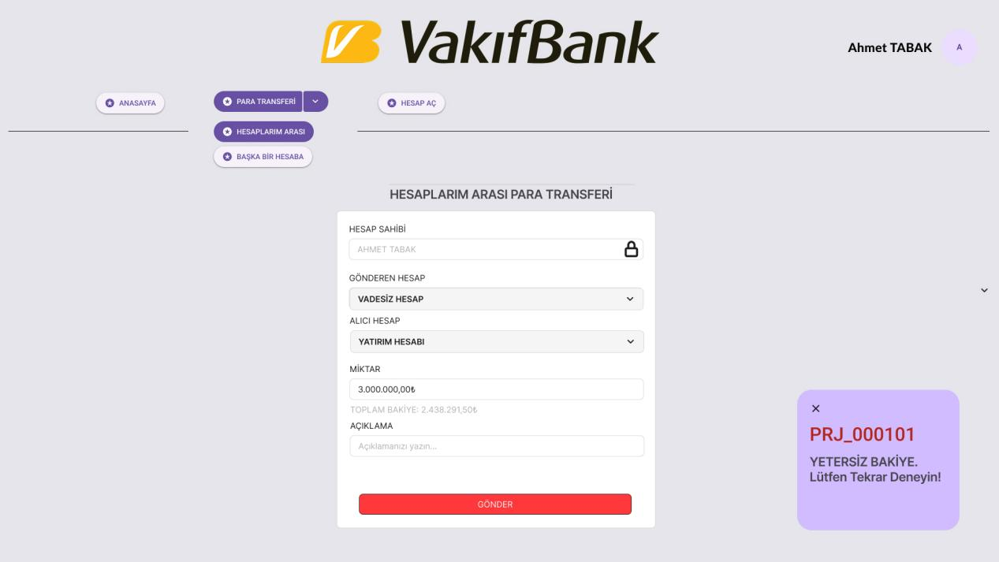 VakıfBank
Ahmet TABAK
A
ANASAYFA
PARA TRANSFERİ
HESAP AÇ
HESAPLARIM ARASI
BAŞKA BİR HESABA
HESAPLARIM ARASI PARA TRANSFERİ
HESAP SAHİBİ
AHMET TABAK
GÖNDEREN HESAP
VADESİZ HESAP
ALICI HESAP
YATIRIM HESABI
MİKTAR
3.000.000,00₺
TOPLAM BAKİYE: 2.438.291,50₺
AÇIKLAMA
Açıklamanızı yazın...
GÖNDER
PRJ_000101
YETERSİZ BAKİYE.
Lütfen Tekrar Deneyin!